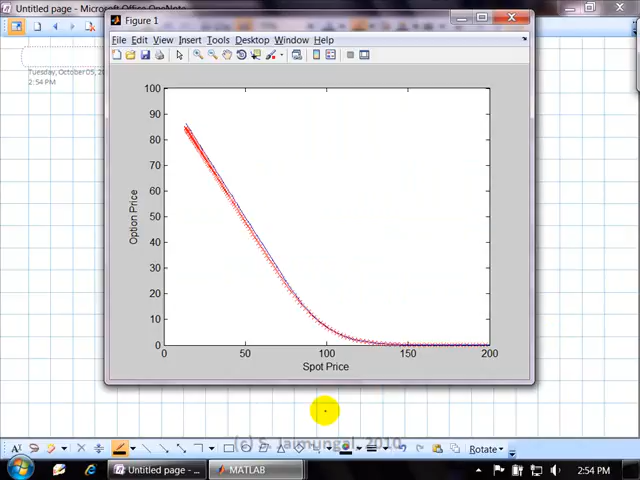 Untitled page - Microsoft Office OneNote
Figure 1
File Edit View Insert Tools Desktop Window Help
Tuesday, October 05, 20
2:54 PM
100
90
80
70
60
50
40
30
20
10
0
Option Price
0 50 100 150 200
Spot Price
(c) S. Jaimungal, 2010
Rotate
Untitled page - ...
MATLAB
2:54 PM